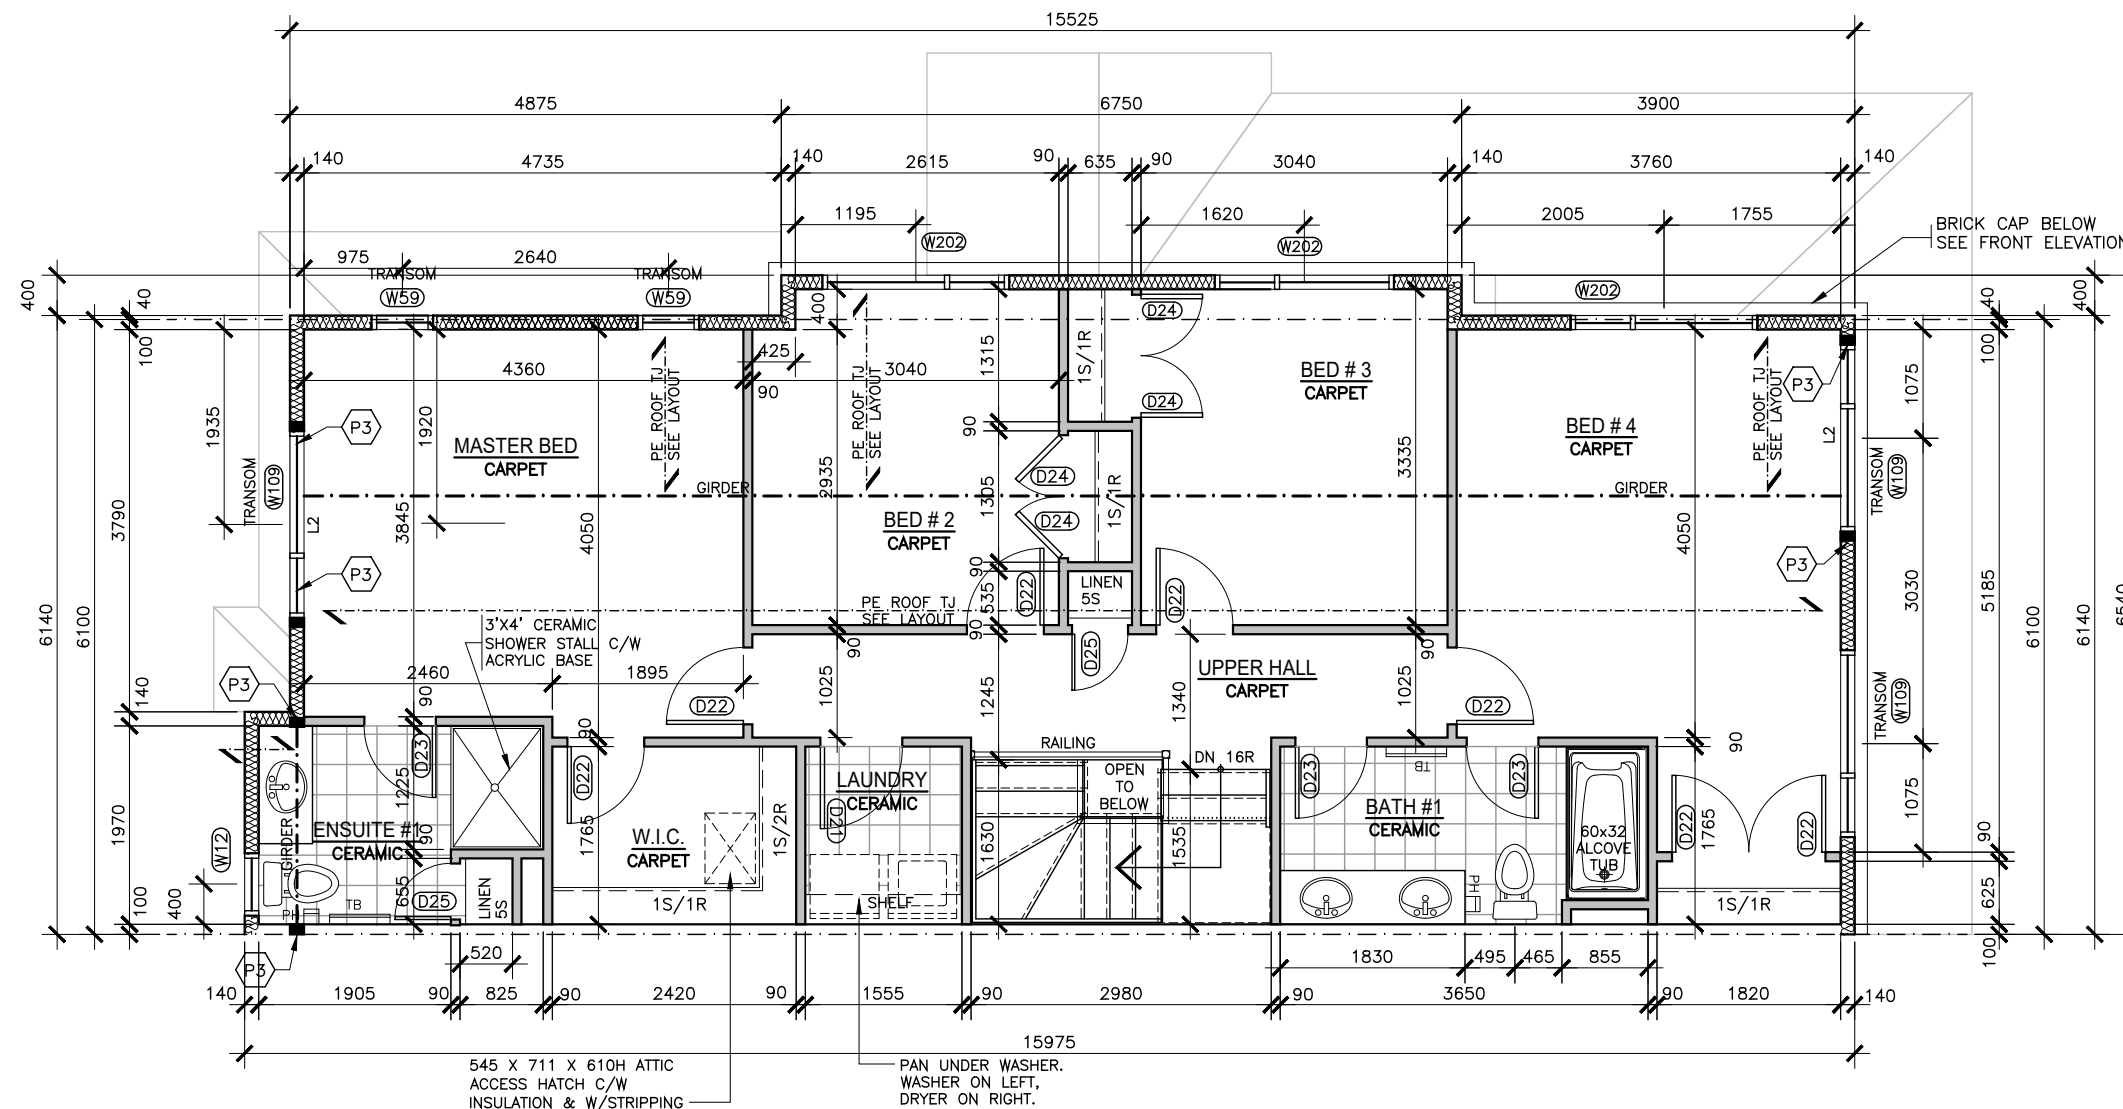 15525
4875
6750
3900
140
4735
140
2615
90
635
90
3040
140
3760
140
1195
W202
1620
W202
2005
1755
BRICK CAP BELOW
SEE FRONT ELEVATION
975
TRANSOM
W59
2640
TRANSOM
W59
W202
400
40
100
400
425
1315
1S/1R
D24
D24
40
400
100
4360
90
3040
PE ROOF TJ
SEE LAYOUT
PE ROOF TJ
SEE LAYOUT
PE ROOF TJ
SEE LAYOUT
1935
P3
1920
MASTER BED
CARPET
BED # 3
CARPET
BED # 4
CARPET
P3
L2
1075
TRANSOM
W109
L2
GIRDER
GIRDER
2935
90
1305
D24
D24
1S/1R
3335
TRANSOM
W109
3790
3845
4050
BED # 2
CARPET
4050
P3
P3
6140
6100
90
535
90
D22
LINEN
5S
D22
PE ROOF TJ
SEE LAYOUT
3030
5185
6100
6140
6540
3'X4' CERAMIC
SHOWER STALL C/W
ACRYLIC BASE
2460
1895
90
1025
1245
D25
1340
UPPER HALL
CARPET
90
1025
TRANSOM
W109
P3
140
90
D22
D22
90
D23
1225
90
D22
RAILING
OPEN
TO
BELOW
DN 16R
D23
TB
D23
90
1970
W12
GIRDER
ENSUITE #1
CERAMIC
1765
W.I.C.
CARPET
1S/2R
LAUNDRY
CERAMIC
D21
1630
1535
BATH #1
CERAMIC
60x32
ALCOVE
TUB
D22
1765
D22
1075
90
625
100
100
400
PH
TB
655
D25
LINEN
5S
1S/1R
SHELF
PH
1S/1R
P3
520
1830
495
465
855
140
1905
90
825
90
2420
90
1555
90
2980
90
3650
90
1820
140
15975
545 X 711 X 610H ATTIC
ACCESS HATCH C/W
INSULATION & W/STRIPPING
PAN UNDER WASHER.
WASHER ON LEFT,
DRYER ON RIGHT.